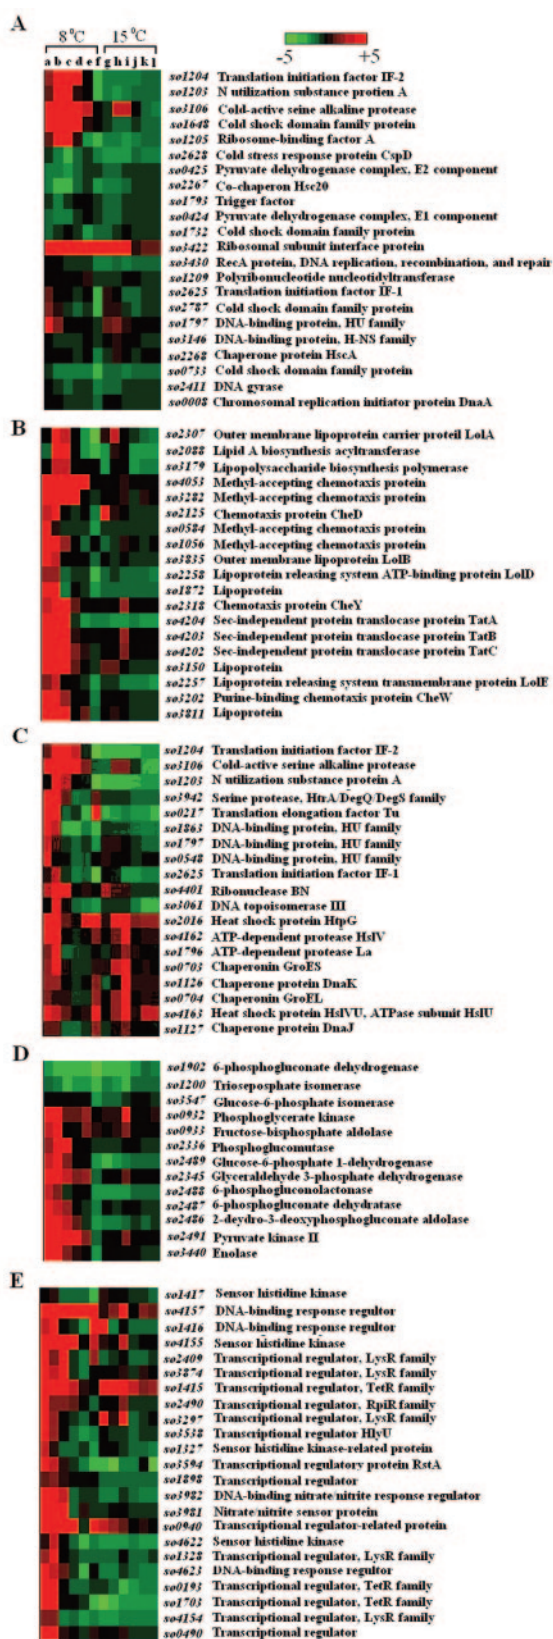 A
8 °C 15 °C
a b c d e f g h i j k l
-5 +5
so1204 Translation initiation factor IF-2
so1203 N utilization substance protien A
so3106 Cold-active seine alkaline protease
so1648 Cold shock domain family protein
so1205 Ribosome-binding factor A
so2628 Cold stress response protein CspD
so0425 Pyruvate dehydrogenase complex, E2 component
so2267 Co-chaperon Hsc20
so1793 Trigger factor
so0424 Pyruvate dehydrogenase complex, E1 component
so1732 Cold shock domain family protein
so3422 Ribosomal subunit interface protein
so3430 RecA protein, DNA replication, recombination, and repair
so1209 Polyribonucleotide nucleotidyltransferase
so2625 Translation initiation factor IF-1
so2787 Cold shock domain family protein
so1797 DNA-binding protein, HU family
so3146 DNA-binding protein, H-NS family
so2268 Chaperone protein HscA
so0733 Cold shock domain family protein
so2411 DNA gyrase
so0008 Chromosomal replication initiator protein DnaA
B
so2307 Outer membrane lipoprotein carrier proteil LolA
so2088 Lipid A biosynthesis acyltransferase
so3179 Lipopolysaccharide biosynthesis polymerase
so4053 Methyl-accepting chemotaxis protein
so3282 Methyl-accepting chemotaxis protein
so2125 Chemotaxis protein CheD
so0584 Methyl-accepting chemotaxis protein
so1056 Methyl-accepting chemotaxis protein
so3835 Outer membrane lipoprotein LolB
so2258 Lipoprotein releasing system ATP-binding protein LolD
so1872 Lipoprotein
so2318 Chemotaxis protein CheY
so4204 Sec-independent protein translocase protein TatA
so4203 Sec-independent protein translocase protein TatB
so4202 Sec-independent protein translocase protein TatC
so3150 Lipoprotein
so2257 Lipoprotein releasing system transmembrane protein LolE
so3202 Purine-binding chemotaxis protein CheW
so3811 Lipoprotein
C
so1204 Translation initiation factor IF-2
so3106 Cold-active serine alkaline protease
so1203 N utilization substance protein A
so3942 Serine protease, HtrA/DegQ/DegS family
so0217 Translation elongation factor Tu
so1863 DNA-binding protein, HU family
so1797 DNA-binding protein, HU family
so0548 DNA-binding protein, HU family
so2625 Translation initiation factor IF-1
so4401 Ribonuclease BN
so3061 DNA topoisomerase III
so2016 Heat shock protein HtpG
so4162 ATP-dependent protease HslV
so1796 ATP-dependent protease La
so0703 Chaperonin GroES
so1126 Chaperone protein DnaK
so0704 Chaperonin GroEL
so4163 Heat shock protein HslVU, ATPase subunit HslU
so1127 Chaperone protein DnaJ
D
so1902 6-phosphogluconate dehydrogenase
so1200 Trioseposphate isomerase
so3547 Glucose-6-phosphate isomerase
so0932 Phosphoglycerate kinase
so0933 Fructose-bisphosphate aldolase
so2336 Phosphoglucomutase
so2489 Glucose-6-phosphate 1-dehydrogenase
so2345 Glyceraldehyde 3-phosphate dehydrogenase
so2488 6-phosphogluconolactonase
so2487 6-phosphogluconate dehydratase
so2486 2-deydro-3-deoxyphosphogluconate aldolase
so2491 Pyruvate kinase II
so3440 Enolase
E
so1417 Sensor histidine kinase
so4157 DNA-binding response regultor
so1416 DNA-binding response regultor
so4155 Sensor histidine kinase
so2409 Transcriptional regulator, LysR family
so3874 Transcriptional regulator, LysR family
so1415 Transcriptional regulator, TetR family
so2490 Transcriptional regulator, RpiR family
so3297 Transcriptional regulator, LysR family
so3538 Transcriptional regulator HlyU
so1327 Sensor histidine kinase-related protein
so3594 Transcriptional regulatory protein RstA
so1898 Transcriptional regulator
so3982 DNA-binding nitrate/nitrite response regulator
so3981 Nitrate/nitrite sensor protein
so0940 Transcriptional regulator-related protein
so4622 Sensor histidine kinase
so1328 Transcriptional regulator, LysR family
so4623 DNA-binding response regultor
so0193 Transcriptional regulator, TetR family
so1703 Transcriptional regulator, TetR family
so4154 Transcriptional regulator, LysR family
so0490 Transcriptional regulator